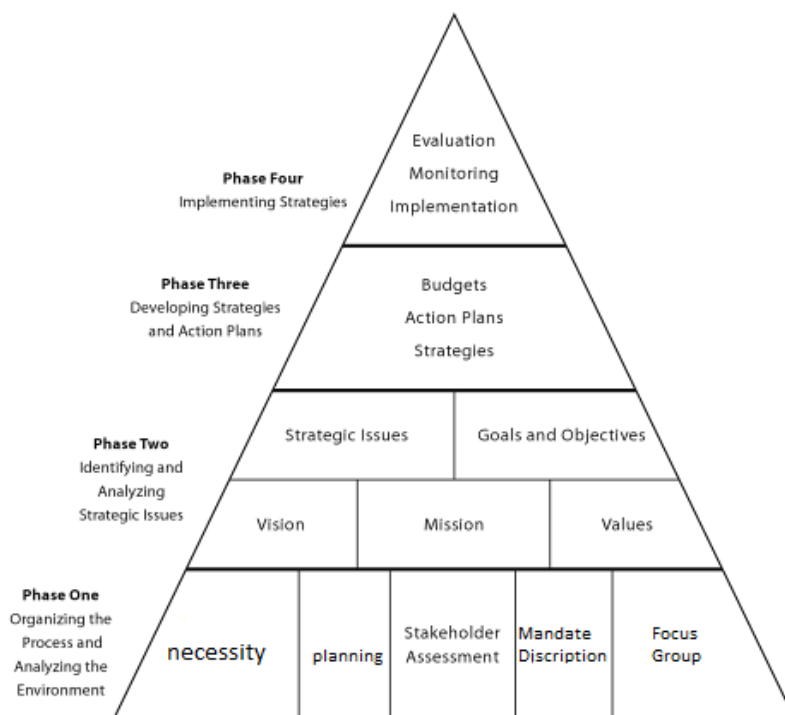 Evaluation
Monitoring
Implementation
Phase Four
Implementing Strategies
Budgets
Action Plans
Strategies
Phase Three
Developing Strategies
and Action Plans
Strategic Issues
Goals and Objectives
Phase Two
Identifying and
Analyzing
Strategic Issues
Vision
Mission
Values
Phase One
Organizing the
Process and
Analyzing the
Environment
necessity
planning
Stakeholder
Assessment
Mandate
Discription
Focus
Group